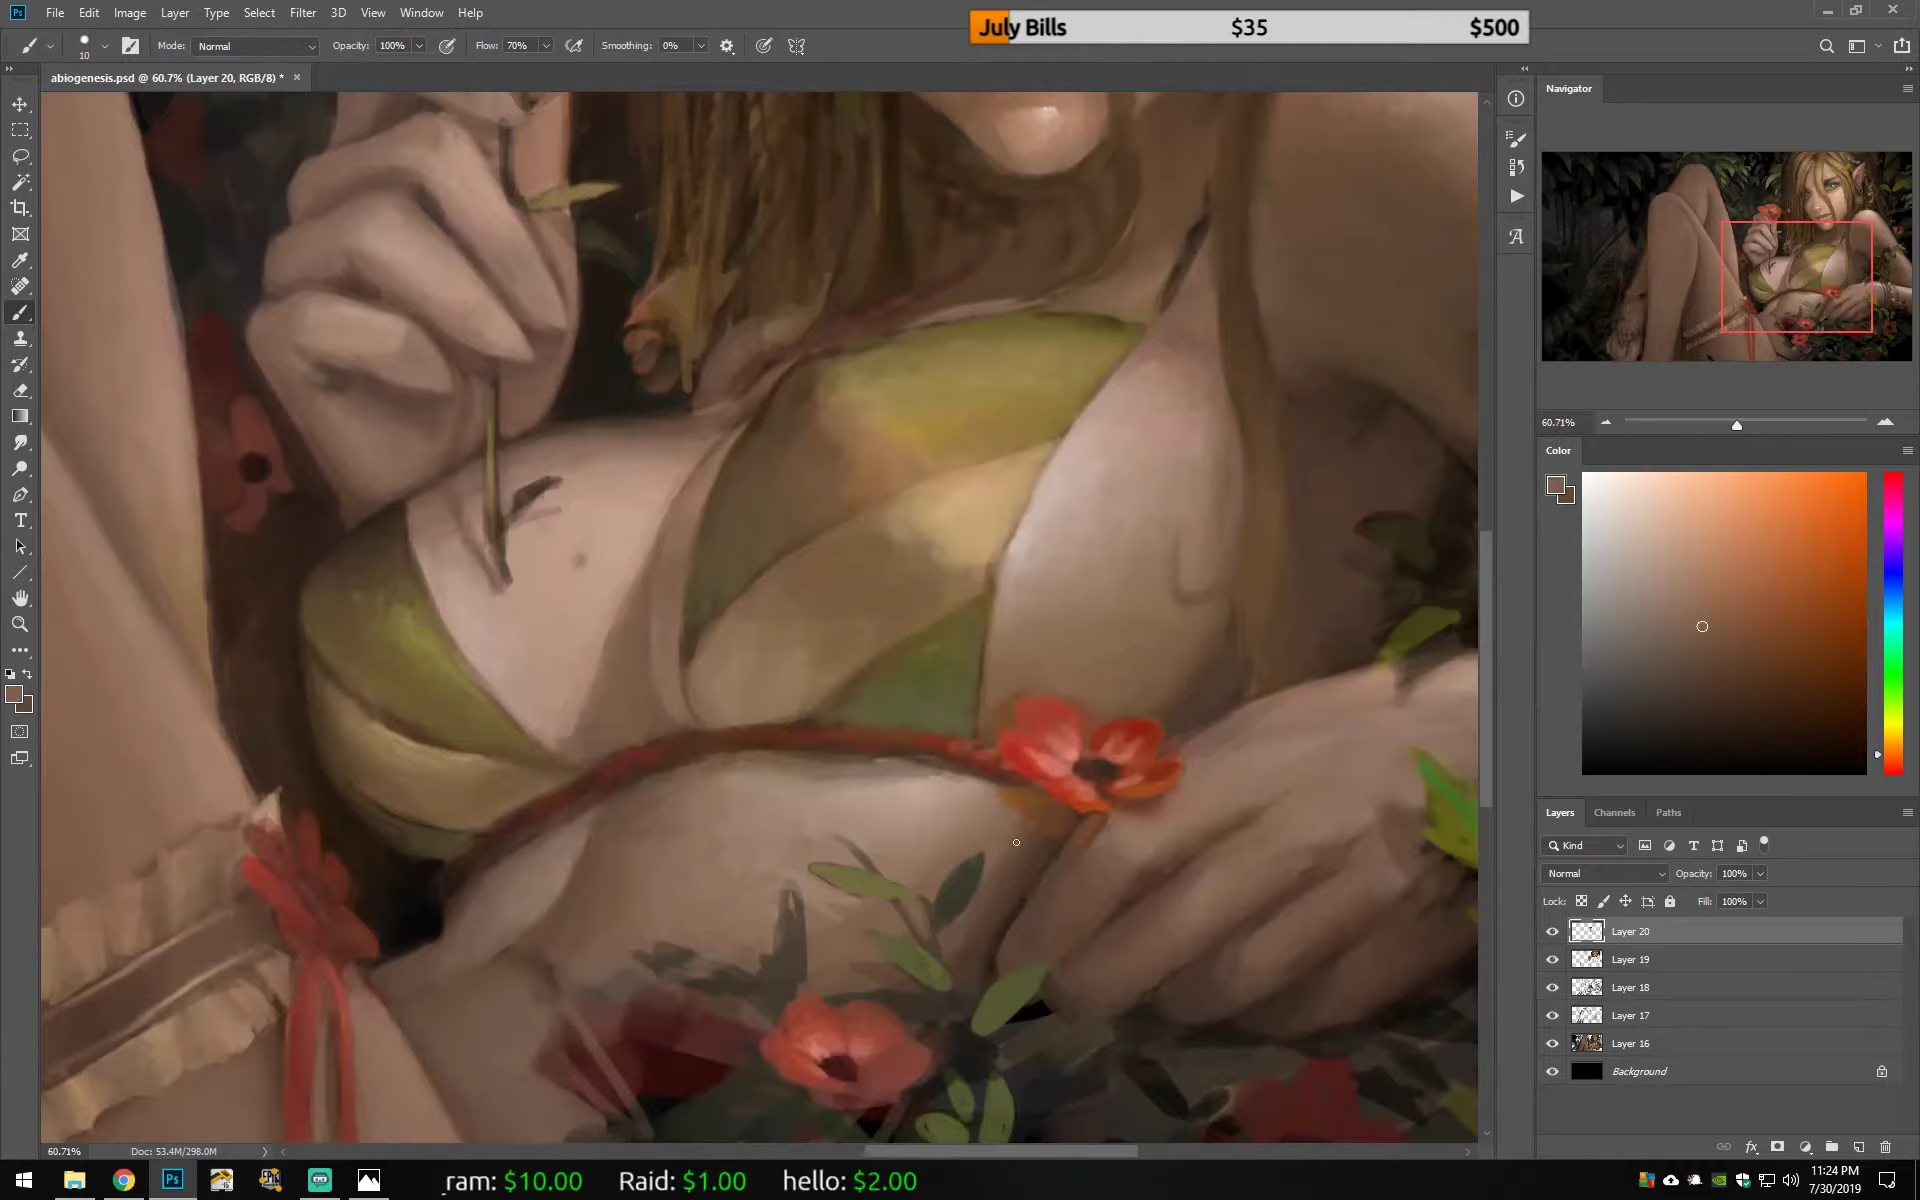 Ps File Edit Image Layer Type Select Filter 3D View Window Help
July Bills $35 $500
10 Mode: Normal Opacity: 100% Flow: 70% Smoothing: 0%
abiogenesis.psd @ 60.7% (Layer 20, RGB/8) *
Navigator
60.71%
Color
Layers Channels Paths
Kind
Normal Opacity: 100%
Lock: Fill: 100%
Layer 20
Layer 19
Layer 18
Layer 17
Layer 16
Background
60.71% Doc: 53.4M/298.0M
Ps ram: $10.00 Raid: $1.00 hello: $2.00
11:24 PM
7/30/2019